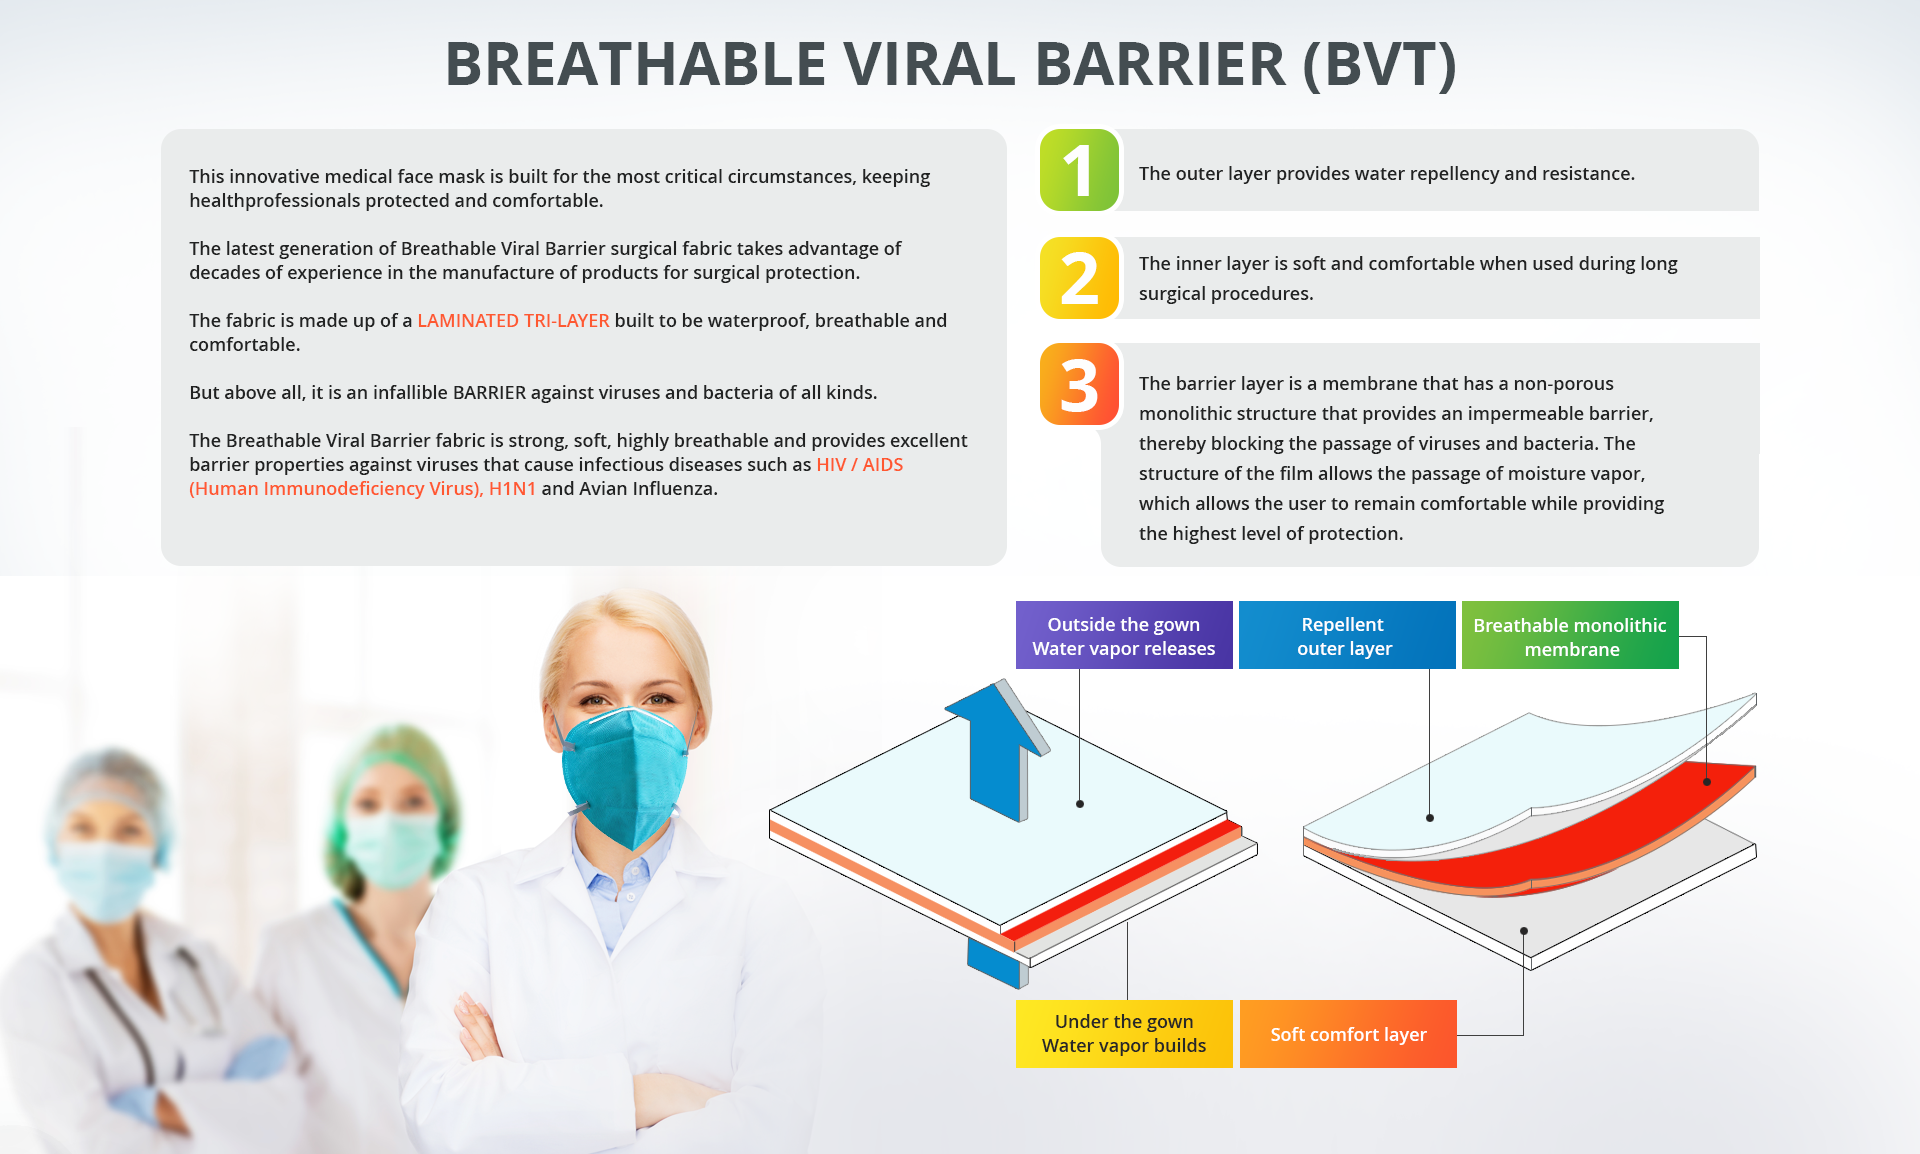 BREATHABLE VIRAL BARRIER (BVT)
This innovative medical face mask is built for the most critical circumstances, keeping
healthprofessionals protected and comfortable.
The latest generation of Breathable Viral Barrier surgical fabric takes advantage of
decades of experience in the manufacture of products for surgical protection.
The fabric is made up of a LAMINATED TRI-LAYER built to be waterproof, breathable and
comfortable.
But above all, it is an infallible BARRIER against viruses and bacteria of all kinds.
The Breathable Viral Barrier fabric is strong, soft, highly breathable and provides excellent
barrier properties against viruses that cause infectious diseases such as HIV / AIDS
(Human Immunodeficiency Virus), H1N1 and Avian Influenza.
1
The outer layer provides water repellency and resistance.
2
The inner layer is soft and comfortable when used during long
surgical procedures.
3
The barrier layer is a membrane that has a non-porous
monolithic structure that provides an impermeable barrier,
thereby blocking the passage of viruses and bacteria. The
structure of the film allows the passage of moisture vapor,
which allows the user to remain comfortable while providing
the highest level of protection.
Outside the gown
Water vapor releases
Repellent
outer layer
Breathable monolithic
membrane
Under the gown
Water vapor builds
Soft comfort layer